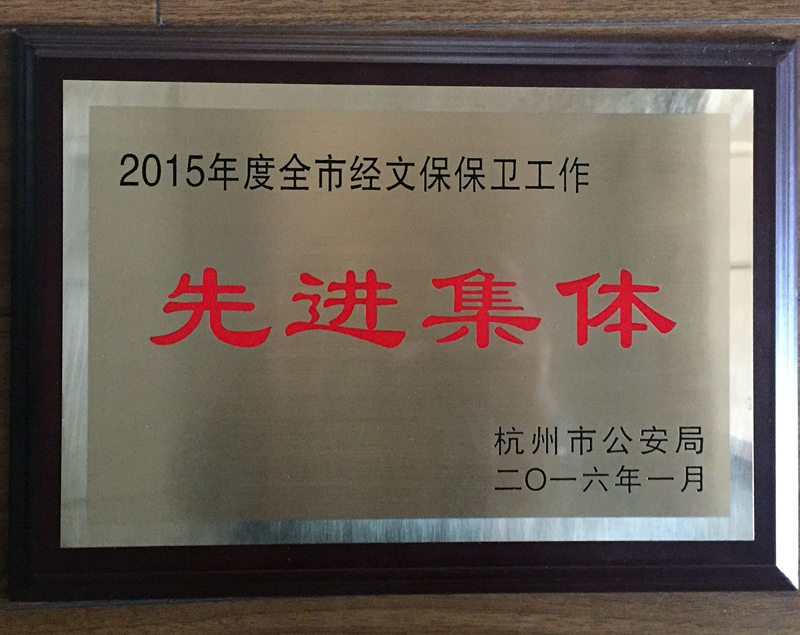 2015年度全市经文保保卫工作
先进集体
杭州市公安局
二〇一六年一月